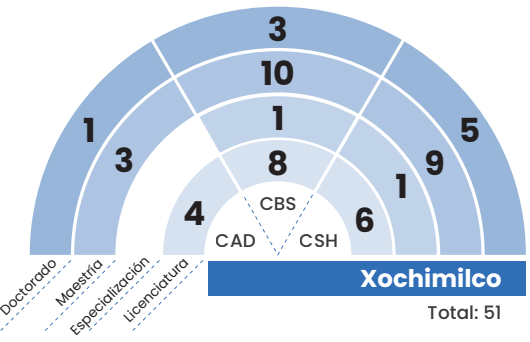 3
10
1
8
1
3
4
5
9
1
6
CBS
CAD
CSH
Doctorado
Maestría
Especialización
Licenciatura
Xochimilco
Total: 51